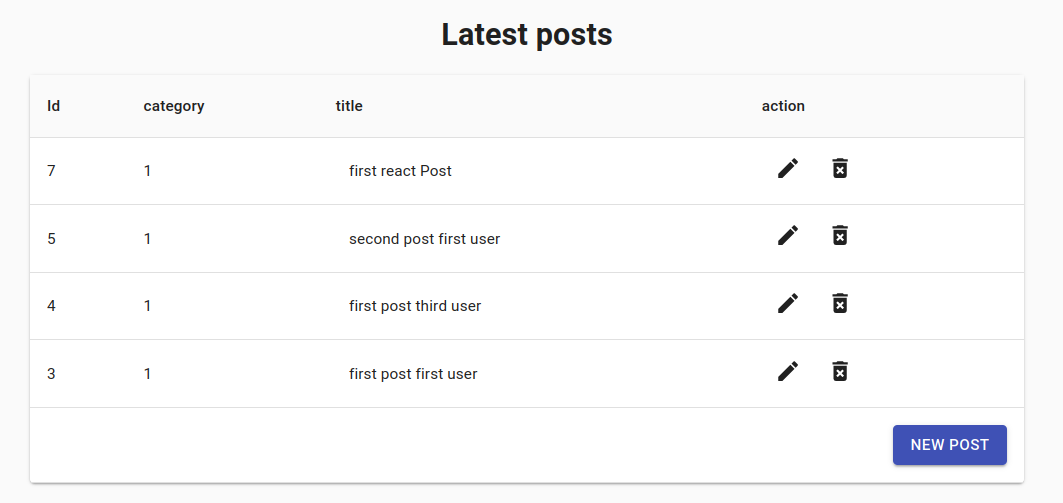 Latest posts
Id category title action
7 1 first react Post
5 1 second post first user
4 1 first post third user
3 1 first post first user
NEW POST